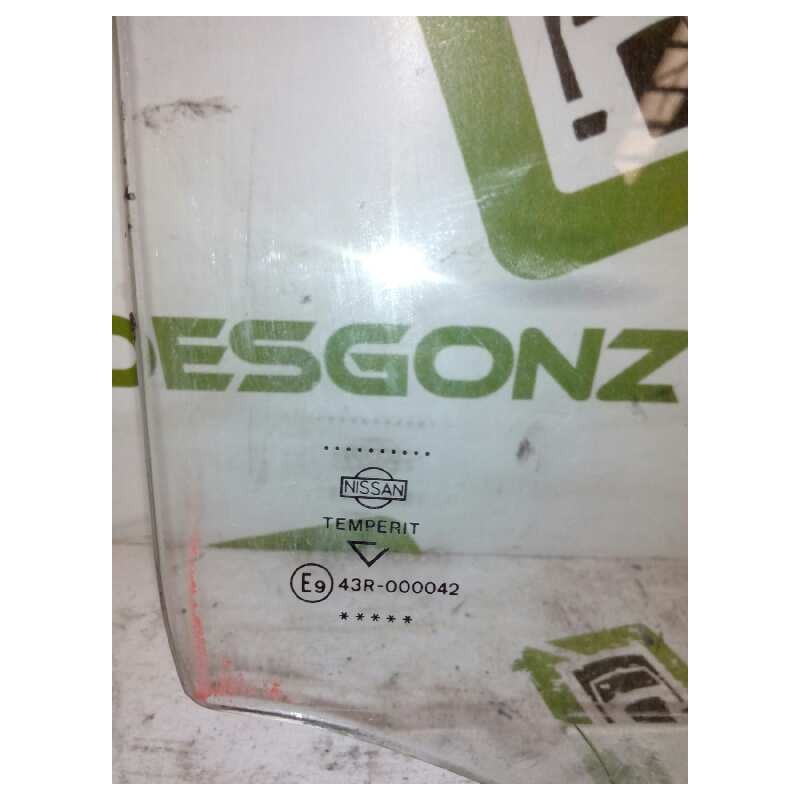 DESGONZ
..........
NISSAN
TEMPERIT
E9 43R-000042
*****